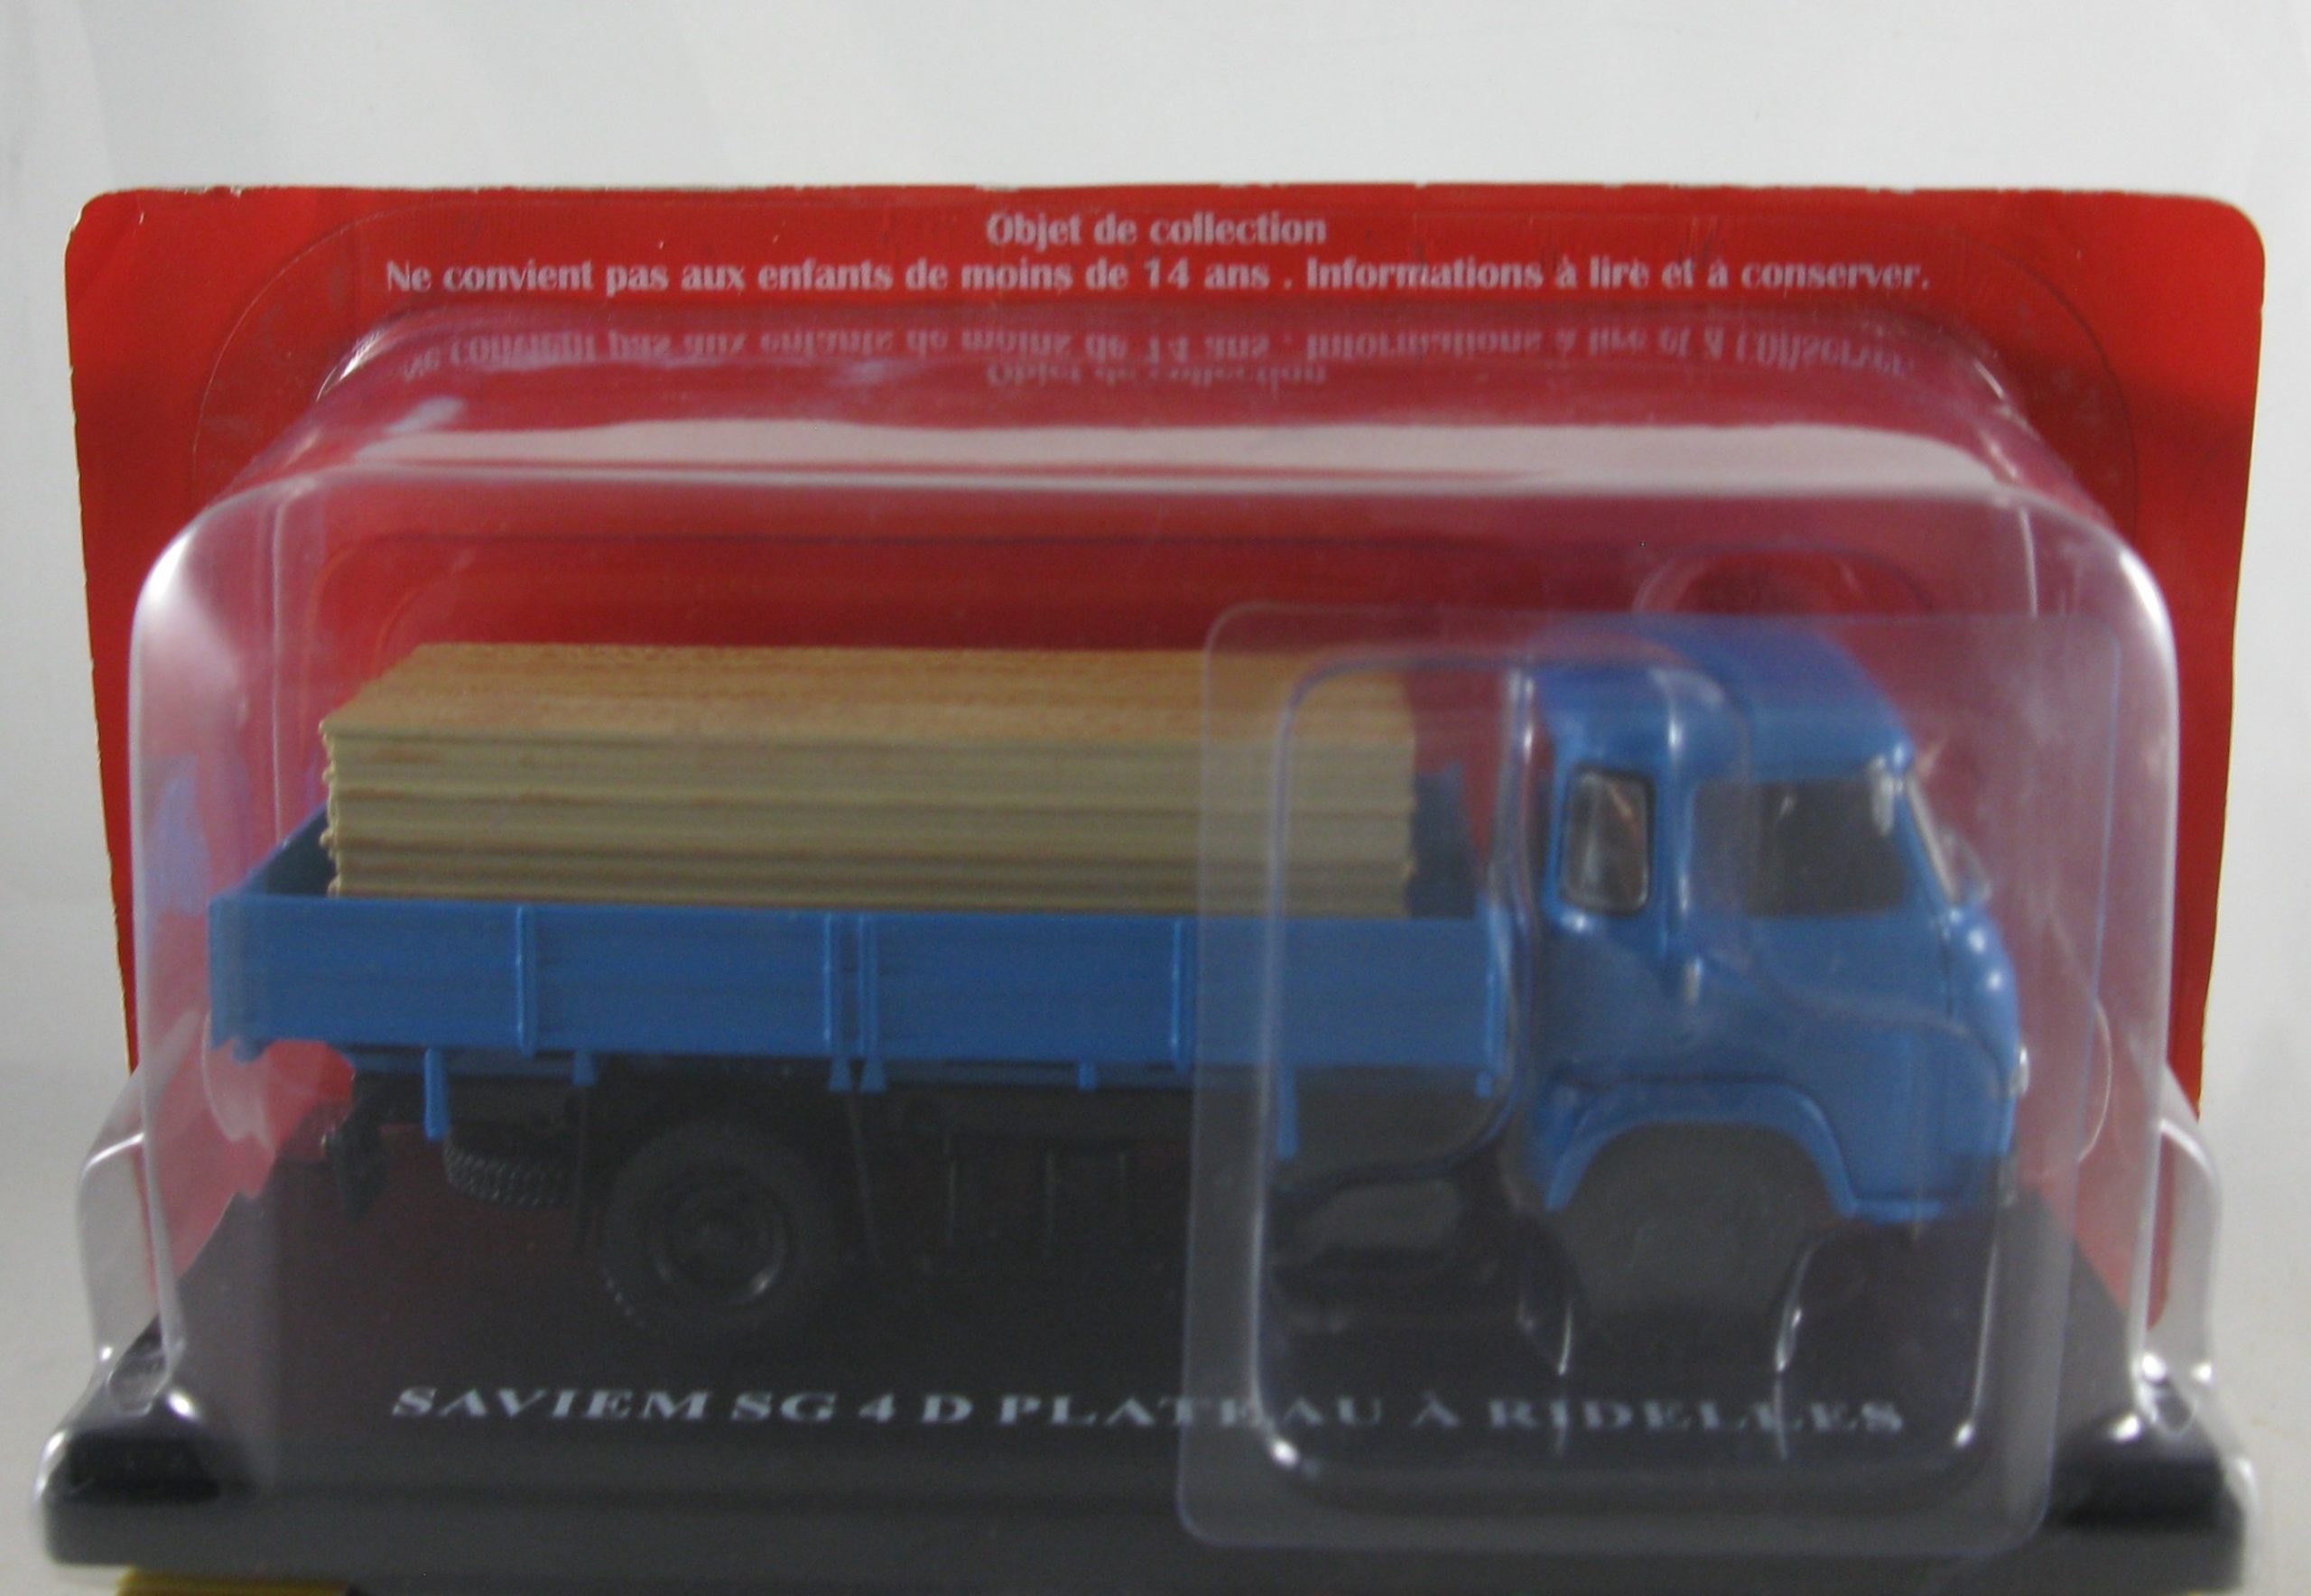 Objet de collection
Ne convient pas aux enfants de moins de 14 ans . Informations à lire et à conserver.
SAVIEM SG 4 D PLATEAU À RIDELLES